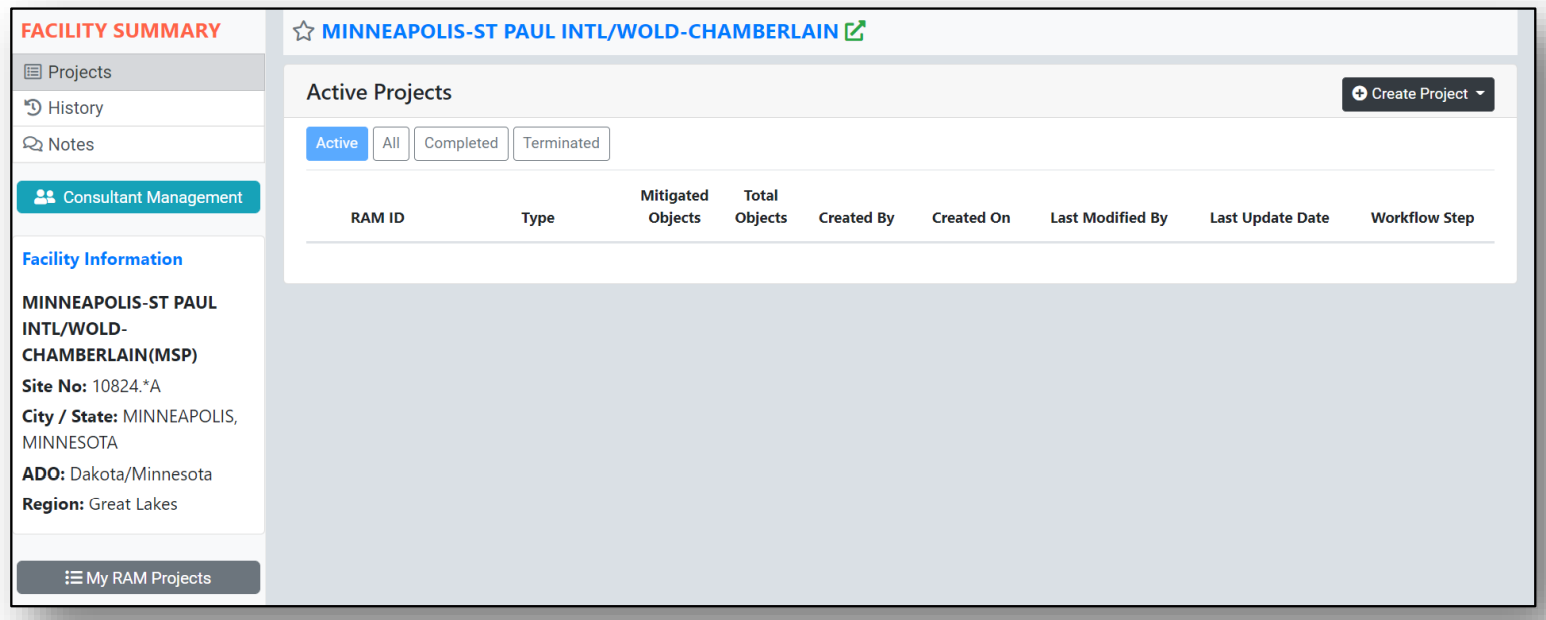 FACILITY SUMMARY
Projects
History
Notes
Consultant Management
Facility Information
MINNEAPOLIS-ST PAUL
INTL/WOLD-
CHAMBERLAIN(MSP)
Site No: 10824.*A
City / State: MINNEAPOLIS,
MINNESOTA
ADO: Dakota/Minnesota
Region: Great Lakes
My RAM Projects
MINNEAPOLIS-ST PAUL INTL/WOLD-CHAMBERLAIN
Active Projects
Create Project
Active All Completed Terminated
Mitigated Total
RAM ID Type Objects Objects Created By Created On Last Modified By Last Update Date Workflow Step